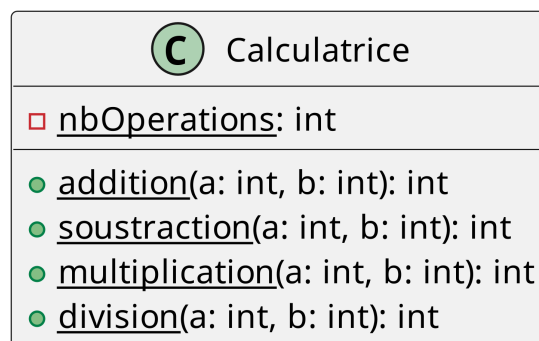 C Calculatrice
nbOperations: int
addition(a: int, b: int): int
soustraction(a: int, b: int): int
multiplication(a: int, b: int): int
division(a: int, b: int): int